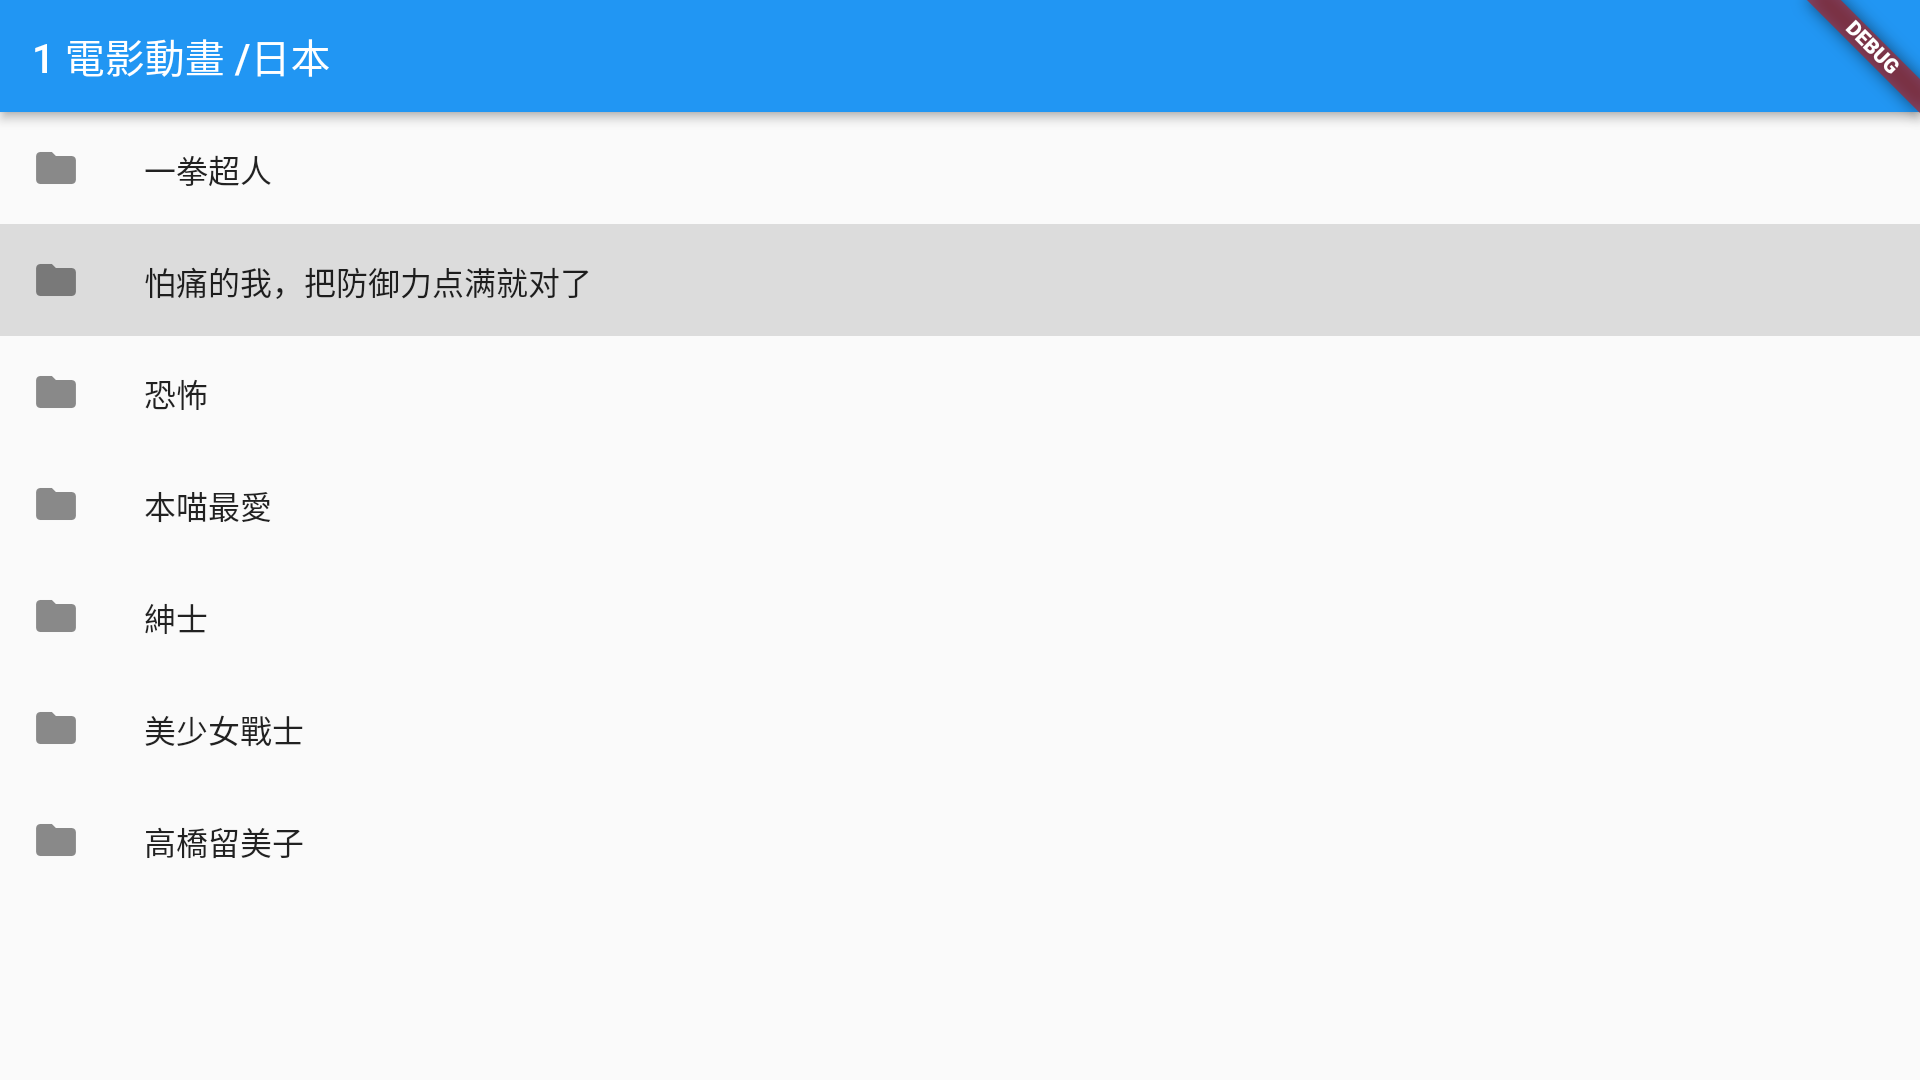 1 電影動畫 /日本
DEBUG
一拳超人
怕痛的我，把防御力点满就对了
恐怖
本喵最愛
紳士
美少女戰士
高橋留美子